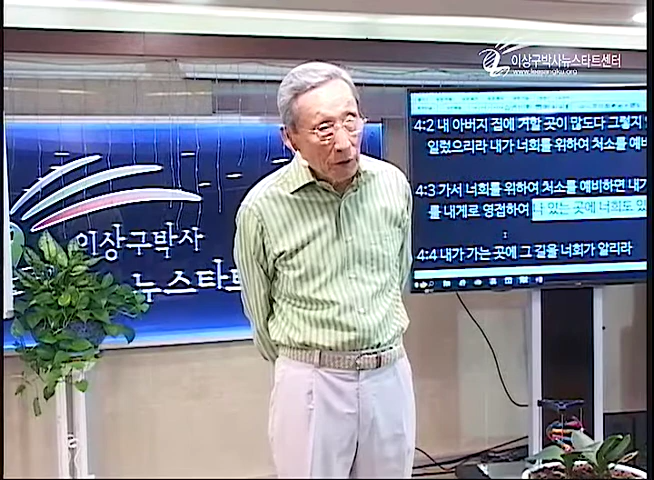 이상구박사뉴스타트센터
www.leesangku.org
4:2 내 아버지 집에 거할 곳이 많도다 그렇지
일렀으리라 내가 너희를 위하여 처소를 예비
4:3 가서 너희를 위하여 처소를 예비하면 내가
를 내게로 영접하여 나 있는 곳에 너희도 있
4:4 내가 가는 곳에 그 길을 너희가 알리라
이상구박사
뉴스타트